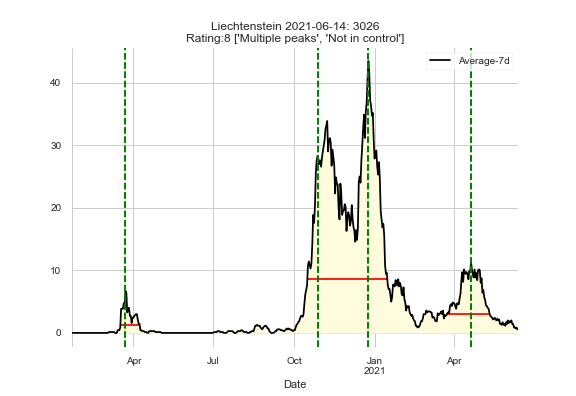 Liechtenstein 2021-06-14: 3026
Rating:8 ['Multiple peaks', 'Not in control']
Average-7d
40
30
20
10
0
Apr
Jul
Oct
Jan
2021
Apr
Date